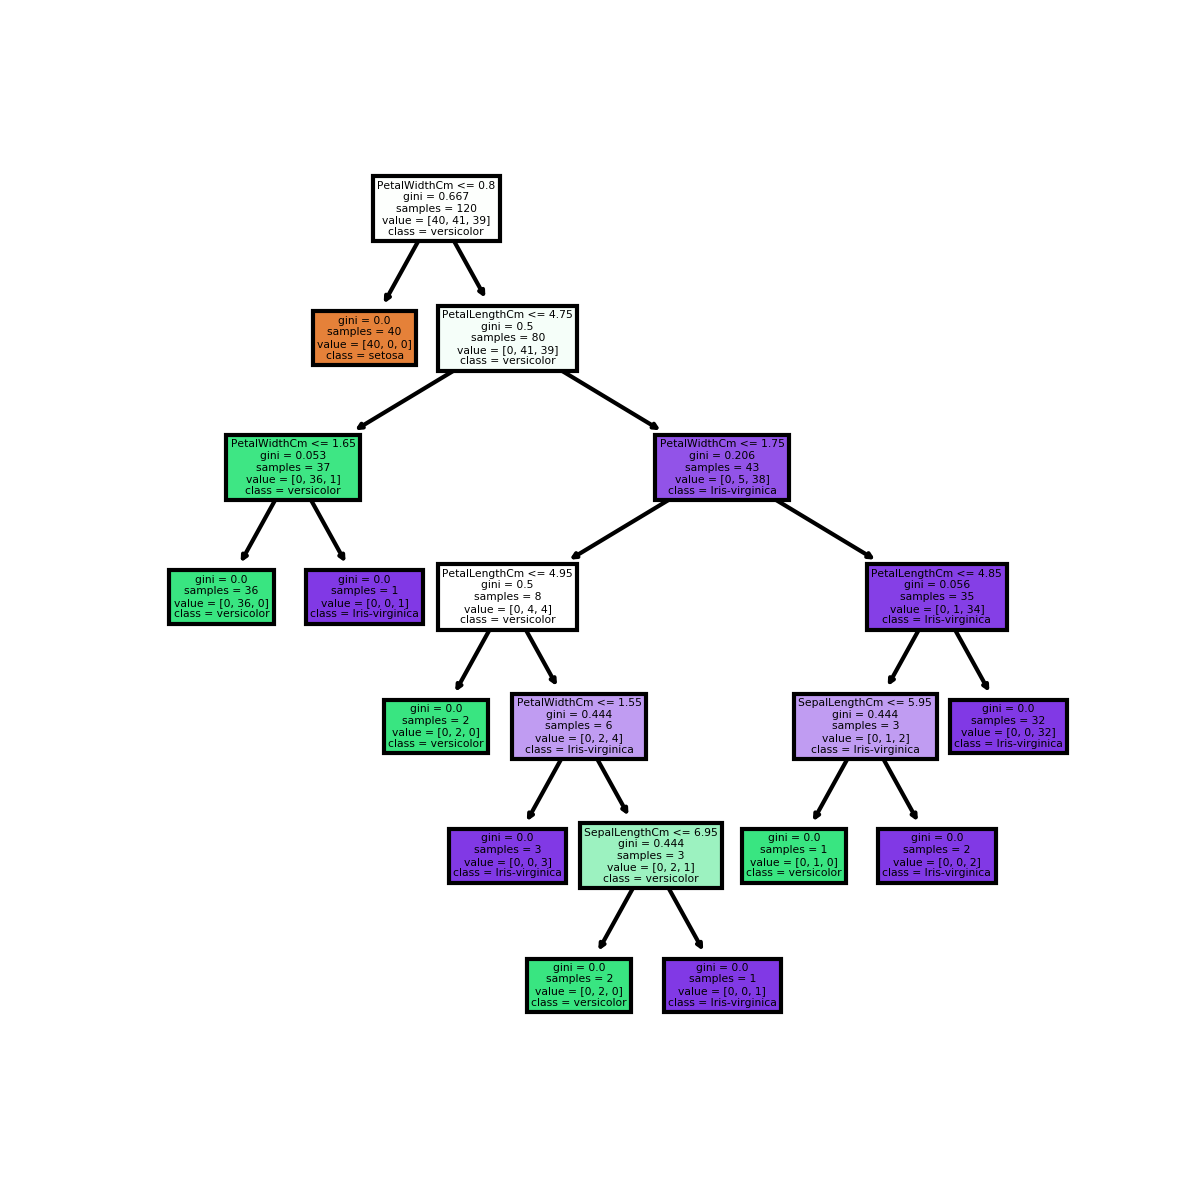 PetalWidthCm <= 0.8
gini = 0.667
samples = 120
value = [40, 41, 39]
class = versicolor
gini = 0.0
samples = 40
value = [40, 0, 0]
class = setosa
PetalLengthCm <= 4.75
gini = 0.5
samples = 80
value = [0, 41, 39]
class = versicolor
PetalWidthCm <= 1.65
gini = 0.053
samples = 37
value = [0, 36, 1]
class = versicolor
PetalWidthCm <= 1.75
gini = 0.206
samples = 43
value = [0, 5, 38]
class = Iris-virginica
gini = 0.0
samples = 36
value = [0, 36, 0]
class = versicolor
gini = 0.0
samples = 1
value = [0, 0, 1]
class = Iris-virginica
PetalLengthCm <= 4.95
gini = 0.5
samples = 8
value = [0, 4, 4]
class = versicolor
PetalLengthCm <= 4.85
gini = 0.056
samples = 35
value = [0, 1, 34]
class = Iris-virginica
gini = 0.0
samples = 2
value = [0, 2, 0]
class = versicolor
PetalWidthCm <= 1.55
gini = 0.444
samples = 6
value = [0, 2, 4]
class = Iris-virginica
SepalLengthCm <= 5.95
gini = 0.444
samples = 3
value = [0, 1, 2]
class = Iris-virginica
gini = 0.0
samples = 32
value = [0, 0, 32]
class = Iris-virginica
gini = 0.0
samples = 3
value = [0, 0, 3]
class = Iris-virginica
SepalLengthCm <= 6.95
gini = 0.444
samples = 3
value = [0, 2, 1]
class = versicolor
gini = 0.0
samples = 1
value = [0, 1, 0]
class = versicolor
gini = 0.0
samples = 2
value = [0, 0, 2]
class = Iris-virginica
gini = 0.0
samples = 2
value = [0, 2, 0]
class = versicolor
gini = 0.0
samples = 1
value = [0, 0, 1]
class = Iris-virginica